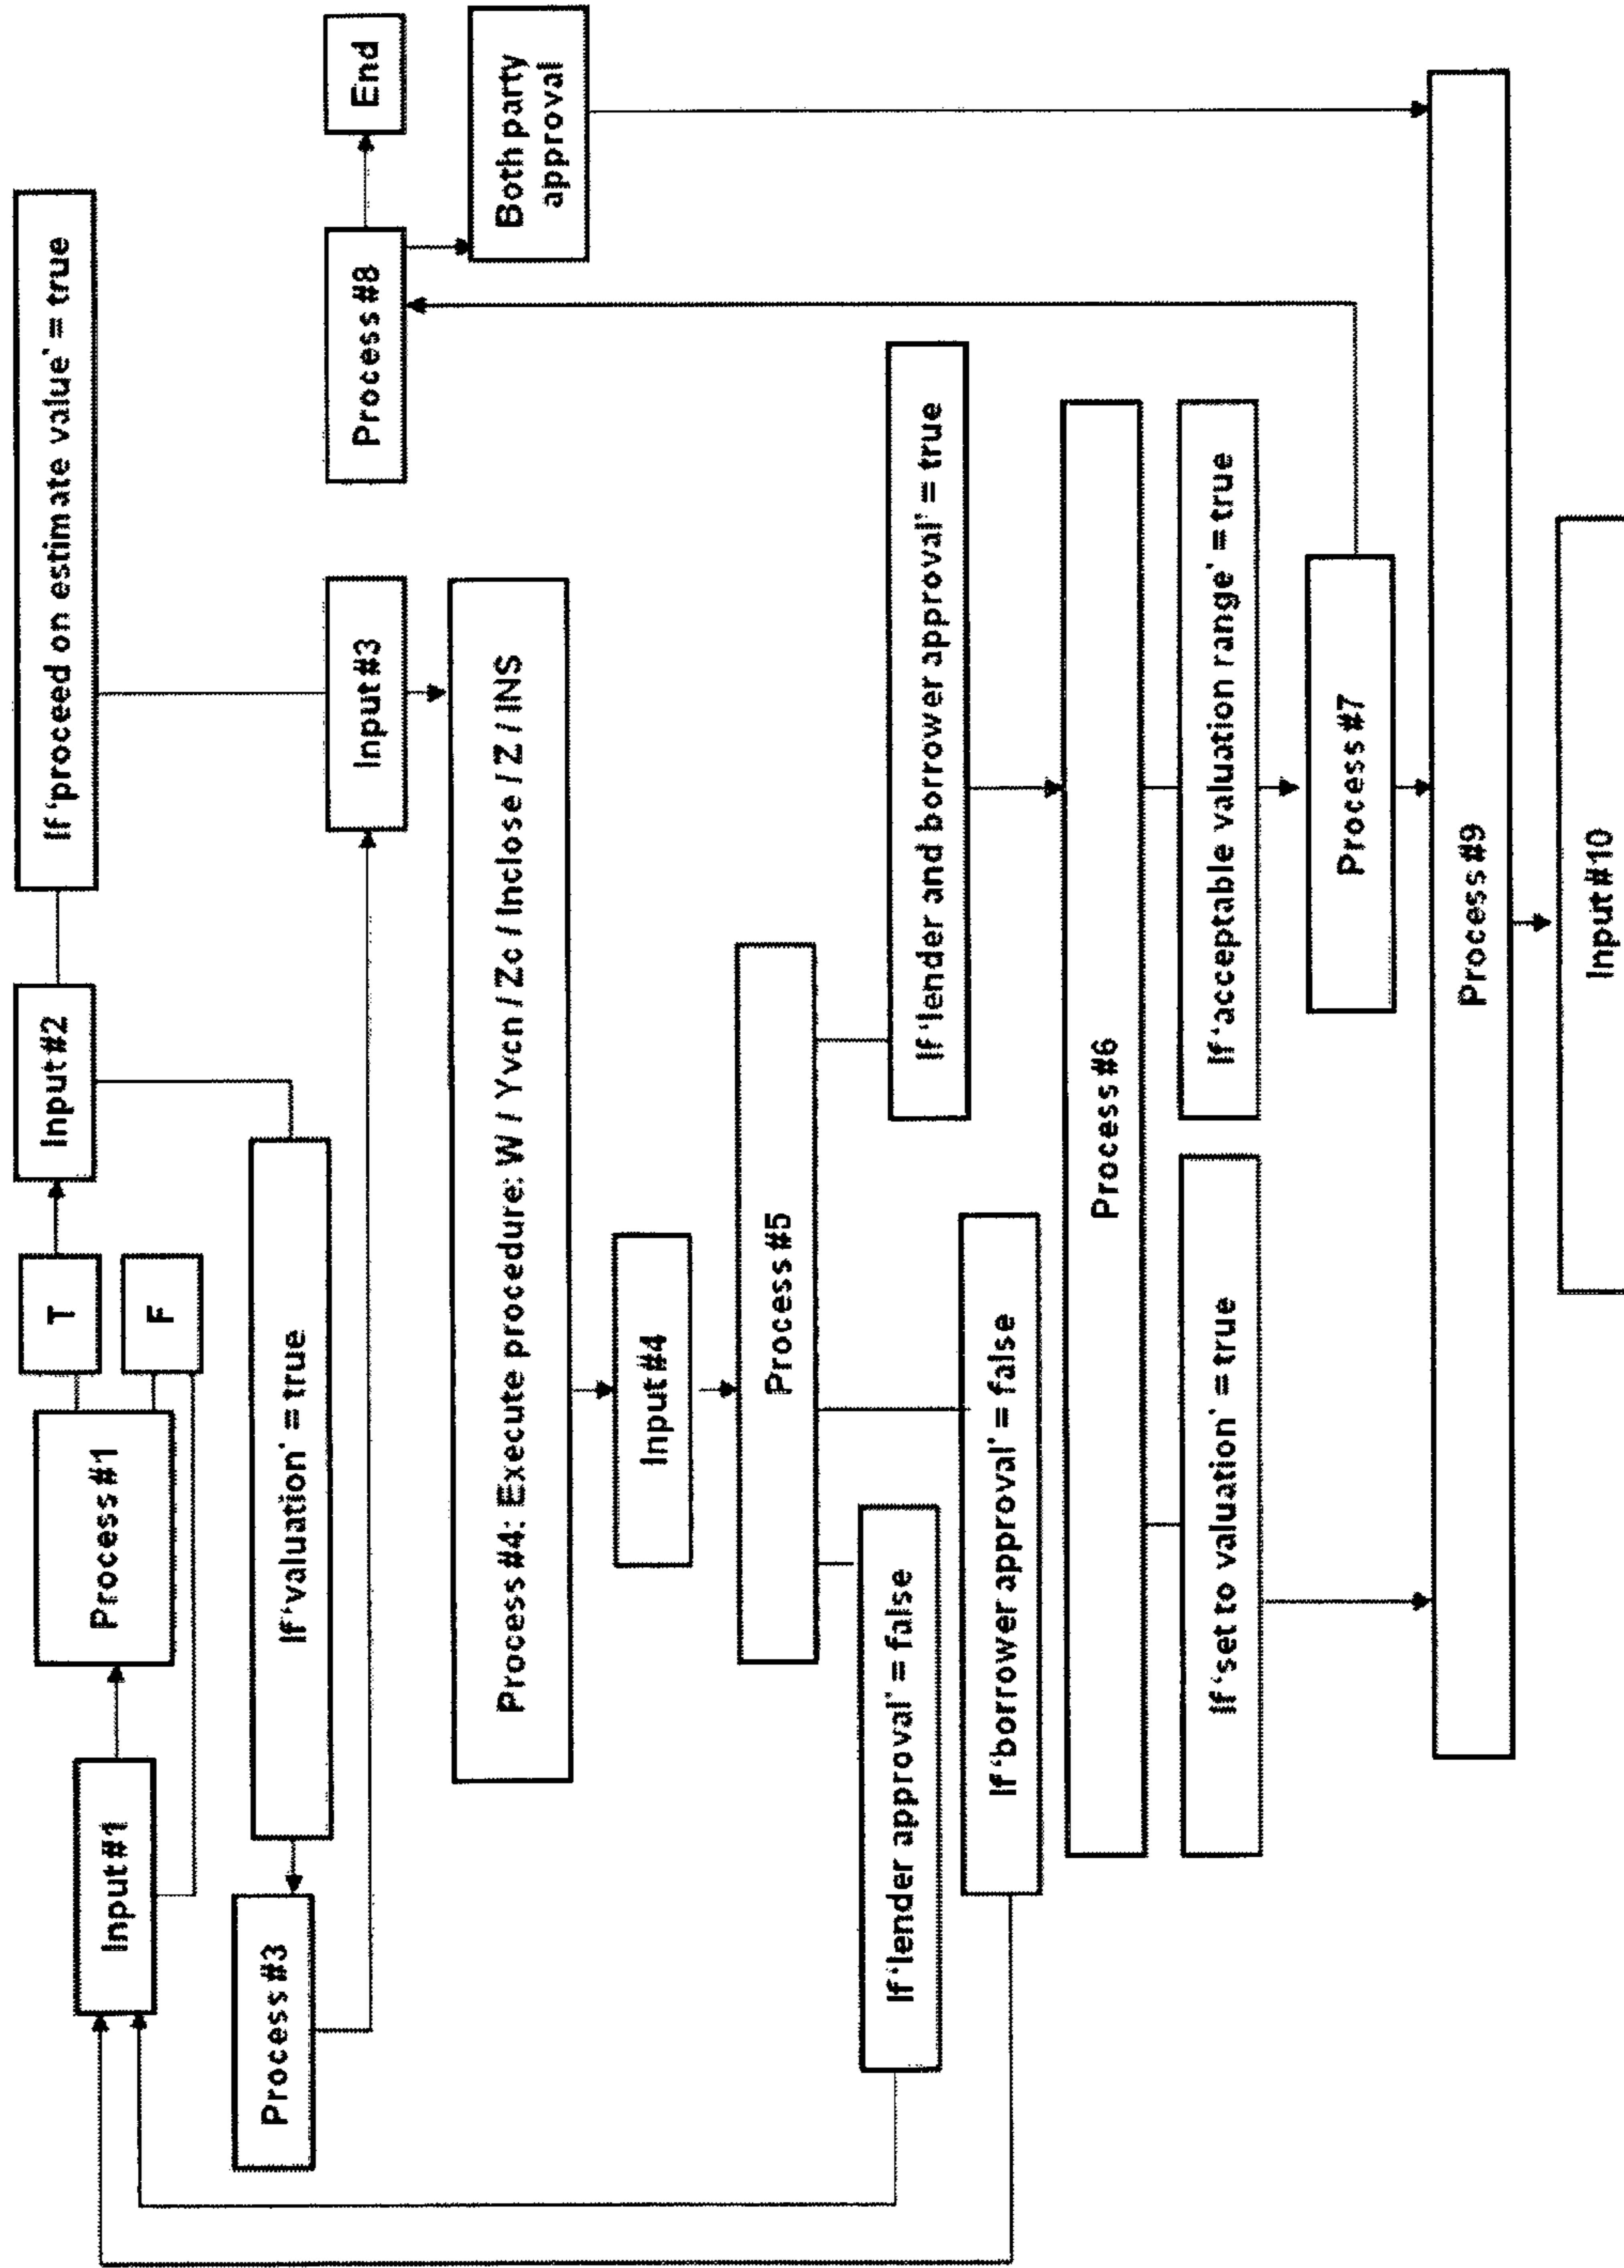 If ‘proceed on estimate value’ = true
Input#2
T
F
Process#1
Input#1
If ‘valuation’ = true
Process#3
End
Process#8
Both party
approval
Input#3
Process#4: Execute procedure: W / Yvcn / Zc / Inclose / Z / INS
Input#4
Process#5
If ‘lender approval’ = false
If ‘borrower approval’ = false
If ‘lender and borrower approval’ = true
Process#6
If ‘set to valuation’ = true
If ‘acceptable valuation range’ = true
Process#7
Process#9
Input#10